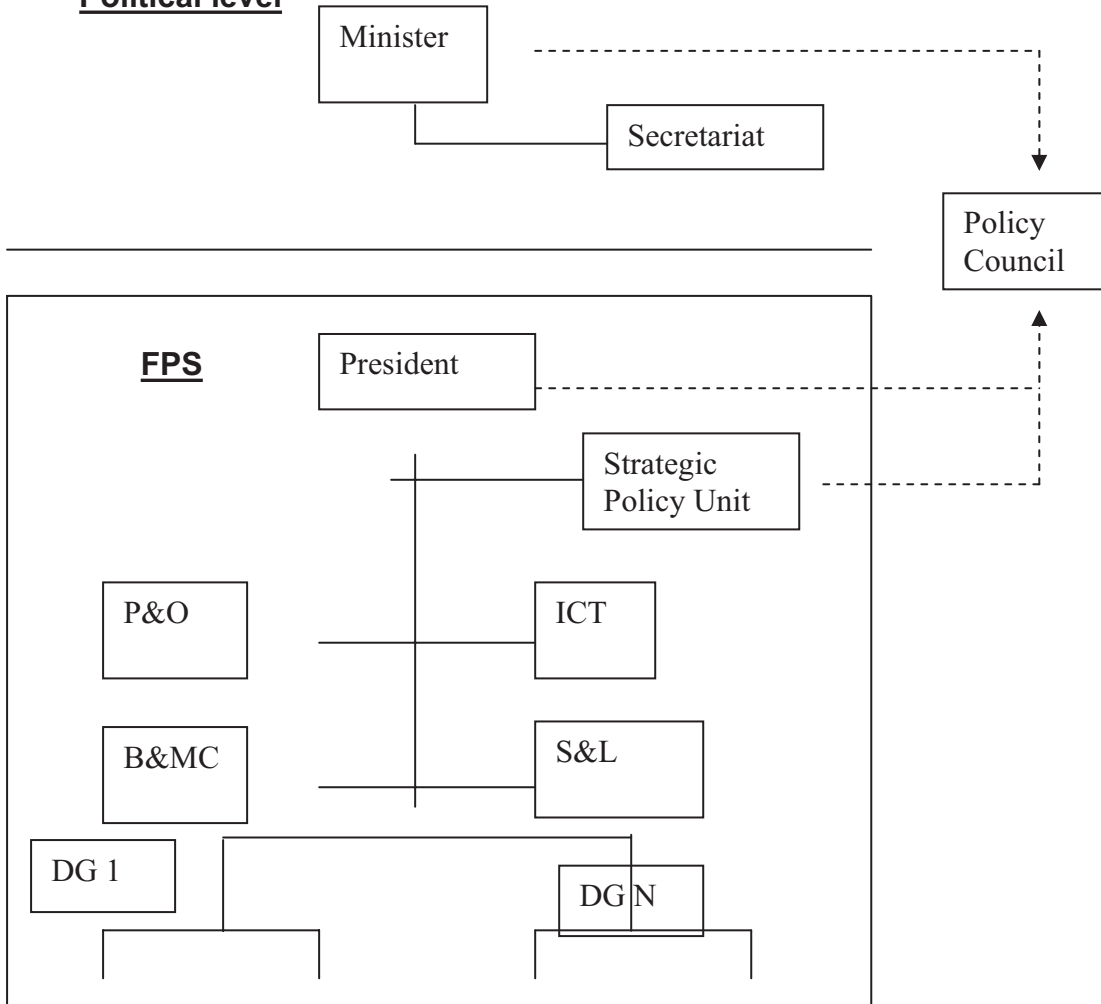 Political level
Minister
Secretariat
Policy
Council
FPS
President
Strategic
Policy Unit
P&O
ICT
B&MC
S&L
DG 1
DG N